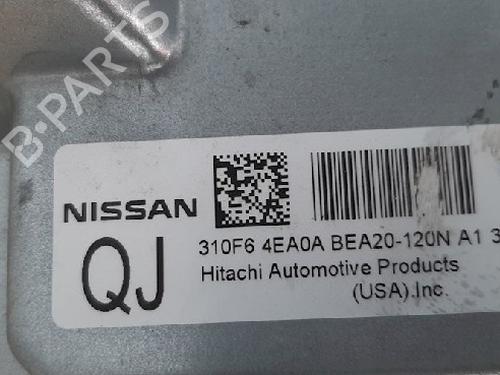 B-PARTS
NISSAN
QJ
310F6 4EA0A BEA20-120N A1 3
Hitachi Automotive Products
(USA).Inc.